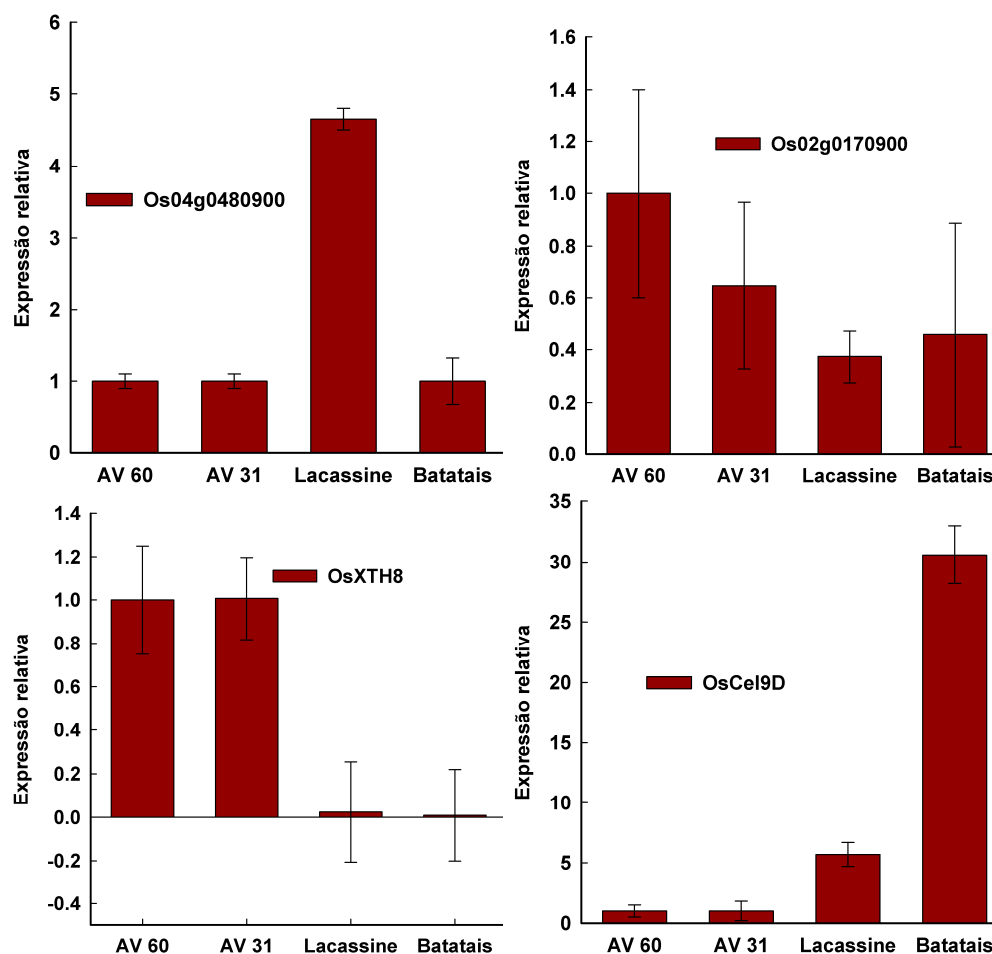 6
5
4
3
2
1
0
Expressão relativa
Os04g0480900
AV 60 AV 31 Lacassine Batatais
1.6
1.4
1.2
1.0
0.8
0.6
0.4
0.2
0.0
Expressão relativa
Os02g0170900
AV 60 AV 31 Lacassine Batatais
1.4
1.2
1.0
0.8
0.6
0.4
0.2
0.0
-0.2
-0.4
Expressão relativa
OsXTH8
AV 60 AV 31 Lacassine Batatais
35
30
25
20
15
10
5
0
Expressão relativa
OsCel9D
AV 60 AV 31 Lacassine Batatais